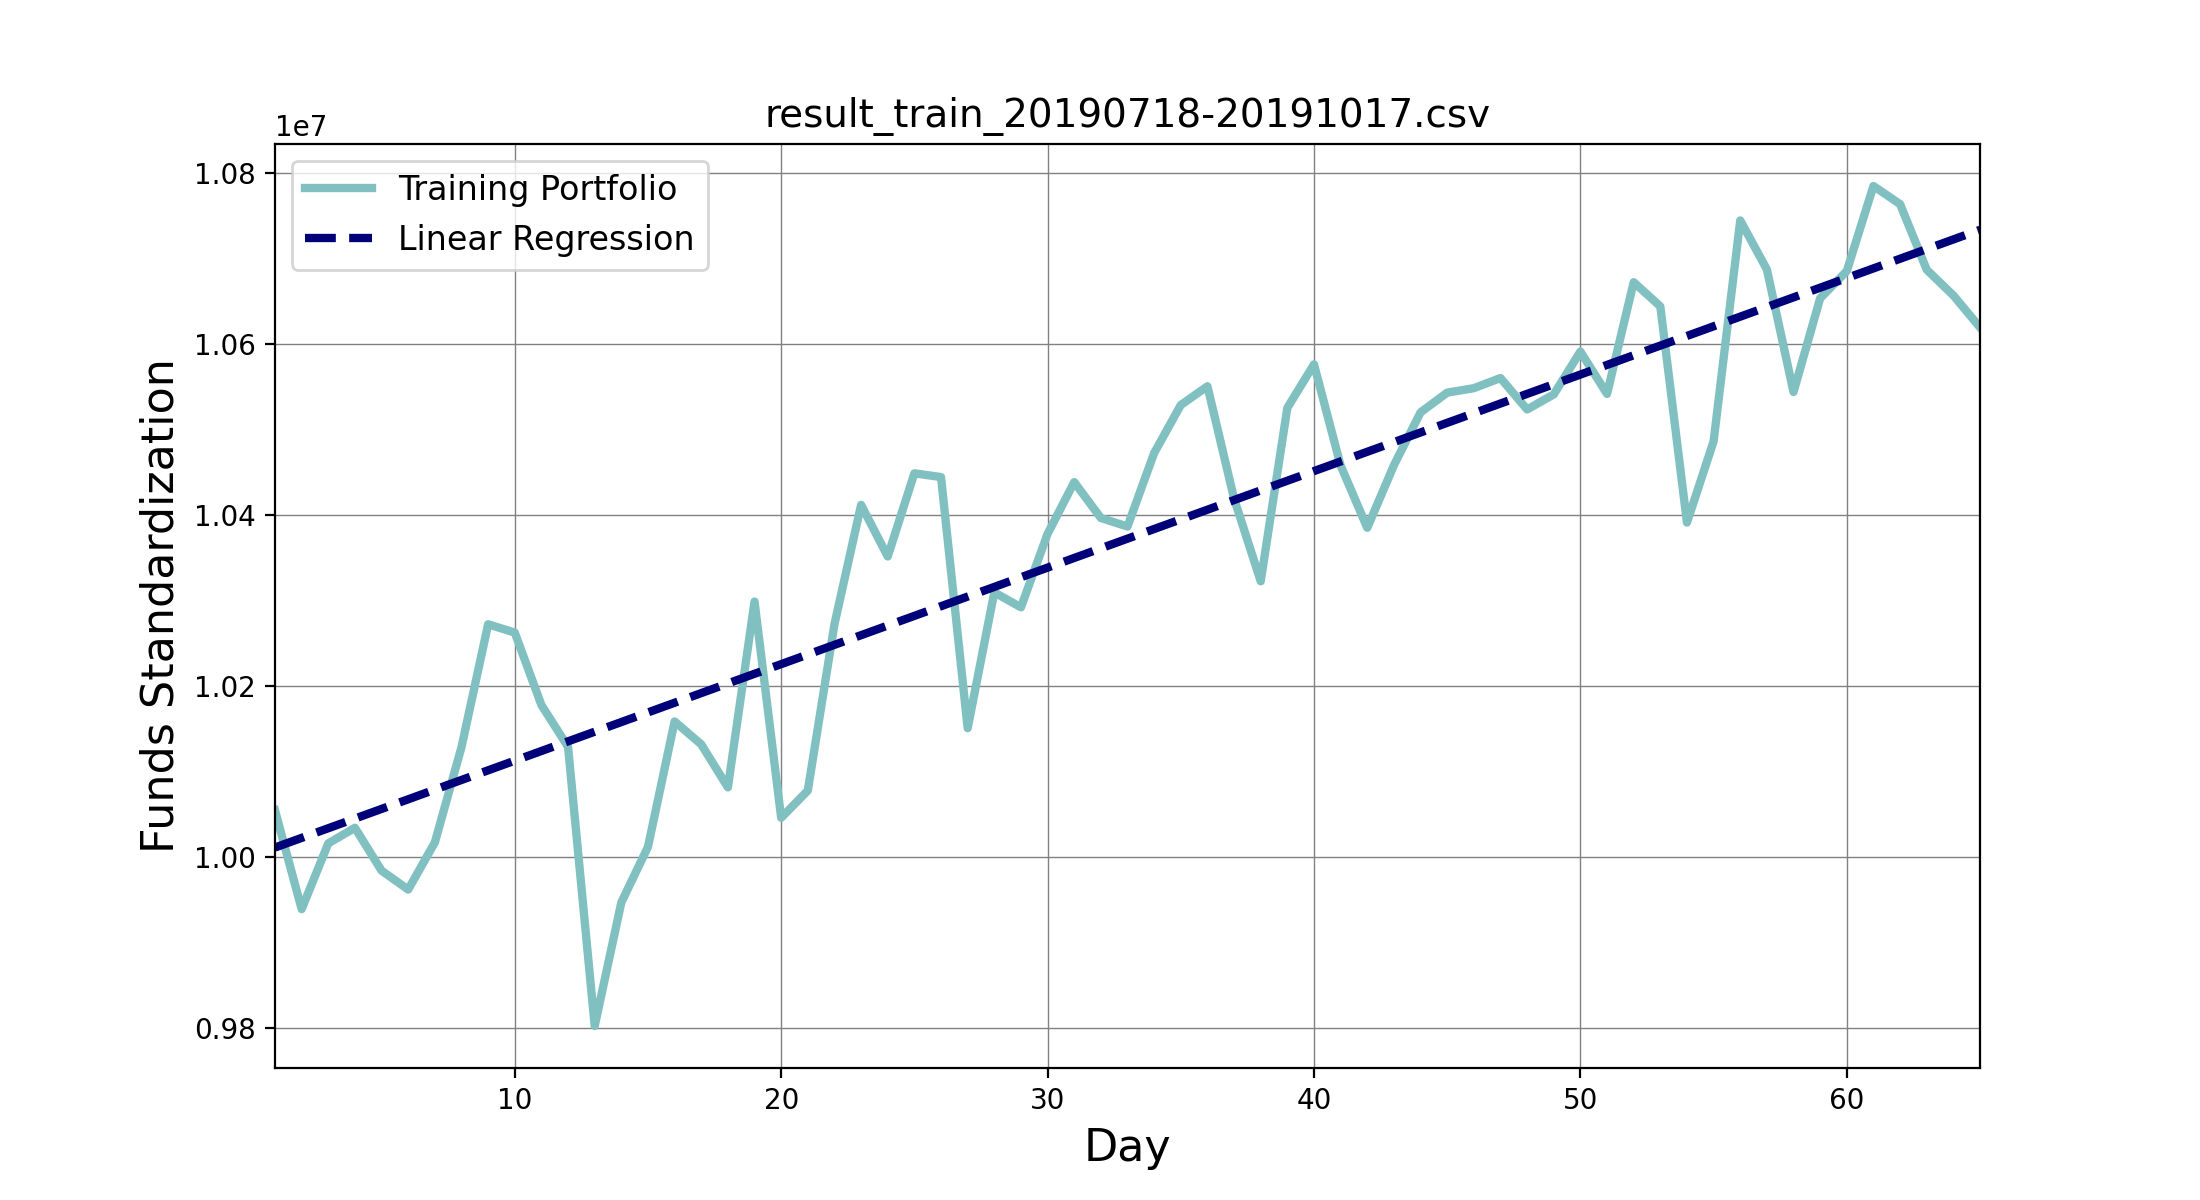 result_train_20190718-20191017.csv
1e7
Training Portfolio
Linear Regression
1.08
1.06
1.04
1.02
1.00
0.98
Funds Standardization
10 20 30 40 50 60
Day